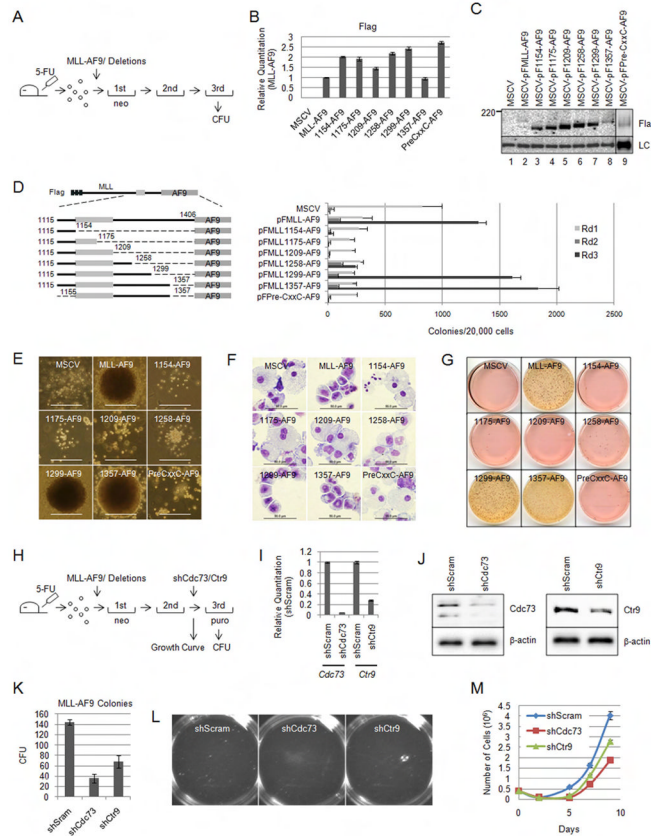 A
MLL-AF9/ Deletions
5-FU
1st
2nd
3rd
neo
CFU
B
Flag
Relative Quantitation
(MLL-AF9)
3
2.5
2
1.5
1
0.5
0
MSCV
MLL-AF9
1154-AF9
1175-AF9
1209-AF9
1258-AF9
1299-AF9
1357-AF9
PreCxxC-AF9
C
MSCV
MSCV-pFMLL-AF9
MSCV-pF1154-AF9
MSCV-pF1175-AF9
MSCV-pF1209-AF9
MSCV-pF1258-AF9
MSCV-pF1299-AF9
MSCV-pF1357-AF9
MSCV-pFPre-CxxC-AF9
220
Flag
LC
1 2 3 4 5 6 7 8 9
D
MLL
Flag
AF9
1115 1406 AF9
1154
1115 AF9
1175
1115 AF9
1209
1115 AF9
1258
1115 AF9
1299
1115 AF9
1357
1115 AF9
1155 1357 AF9
MSCV
pFMLL-AF9
pFMLL1154-AF9
pFMLL1175-AF9
pFMLL1209-AF9
pFMLL1258-AF9
pFMLL1299-AF9
pFMLL1357-AF9
pFPre-CxxC-AF9
Rd1
Rd2
Rd3
0 500 1000 1500 2000 2500
Colonies/20,000 cells
E
MSCV MLL-AF9 1154-AF9
1175-AF9 1209-AF9 1258-AF9
1299-AF9 1357-AF9 PreCxxC-AF9
F
MSCV MLL-AF9 1154-AF9
1175-AF9 1209-AF9 1258-AF9
1299-AF9 1357-AF9 PreCxxC-AF9
G
MSCV MLL-AF9 1154-AF9
1175-AF9 1209-AF9 1258-AF9
1299-AF9 1357-AF9 PreCxxC-AF9
H
MLL-AF9/ Deletions
shCdc73/Ctr9
5-FU
1st
2nd
3rd
neo
puro
Growth Curve
CFU
I
Relative Quantitation
(shScram)
1.2
1
0.8
0.6
0.4
0.2
0
shScram
shCdc73
shScram
shCtr9
Cdc73 Ctr9
J
shScram
shCdc73
Cdc73
β-actin
shScram
shCtr9
Ctr9
β-actin
K
MLL-AF9 Colonies
CFU
160
140
120
100
80
60
40
20
0
shSram
shCdc73
shCtr9
L
shScram shCdc73 shCtr9
M
Number of Cells (10⁶)
4.5
4
3.5
3
2.5
2
1.5
1
0.5
0
shScram
shCdc73
shCtr9
0 5 10
Days